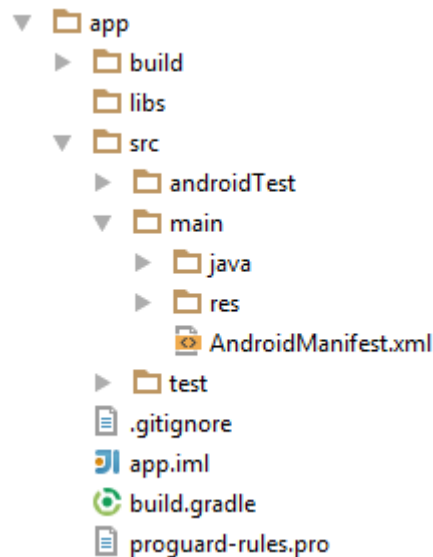 app
build
libs
src
androidTest
main
java
res
AndroidManifest.xml
test
.gitignore
app.iml
build.gradle
proguard-rules.pro